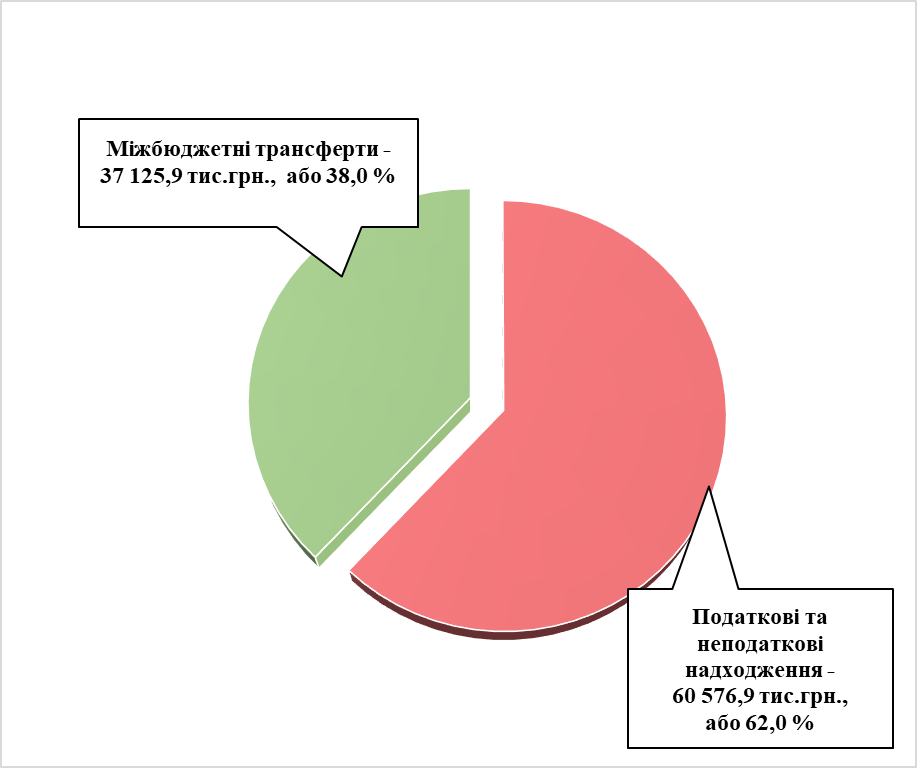 Міжбюджетні трансферти -
37 125,9 тис.грн.,  або 38,0 %
Податкові та
неподаткові
надходження -
60 576,9 тис.грн.,
або 62,0 %